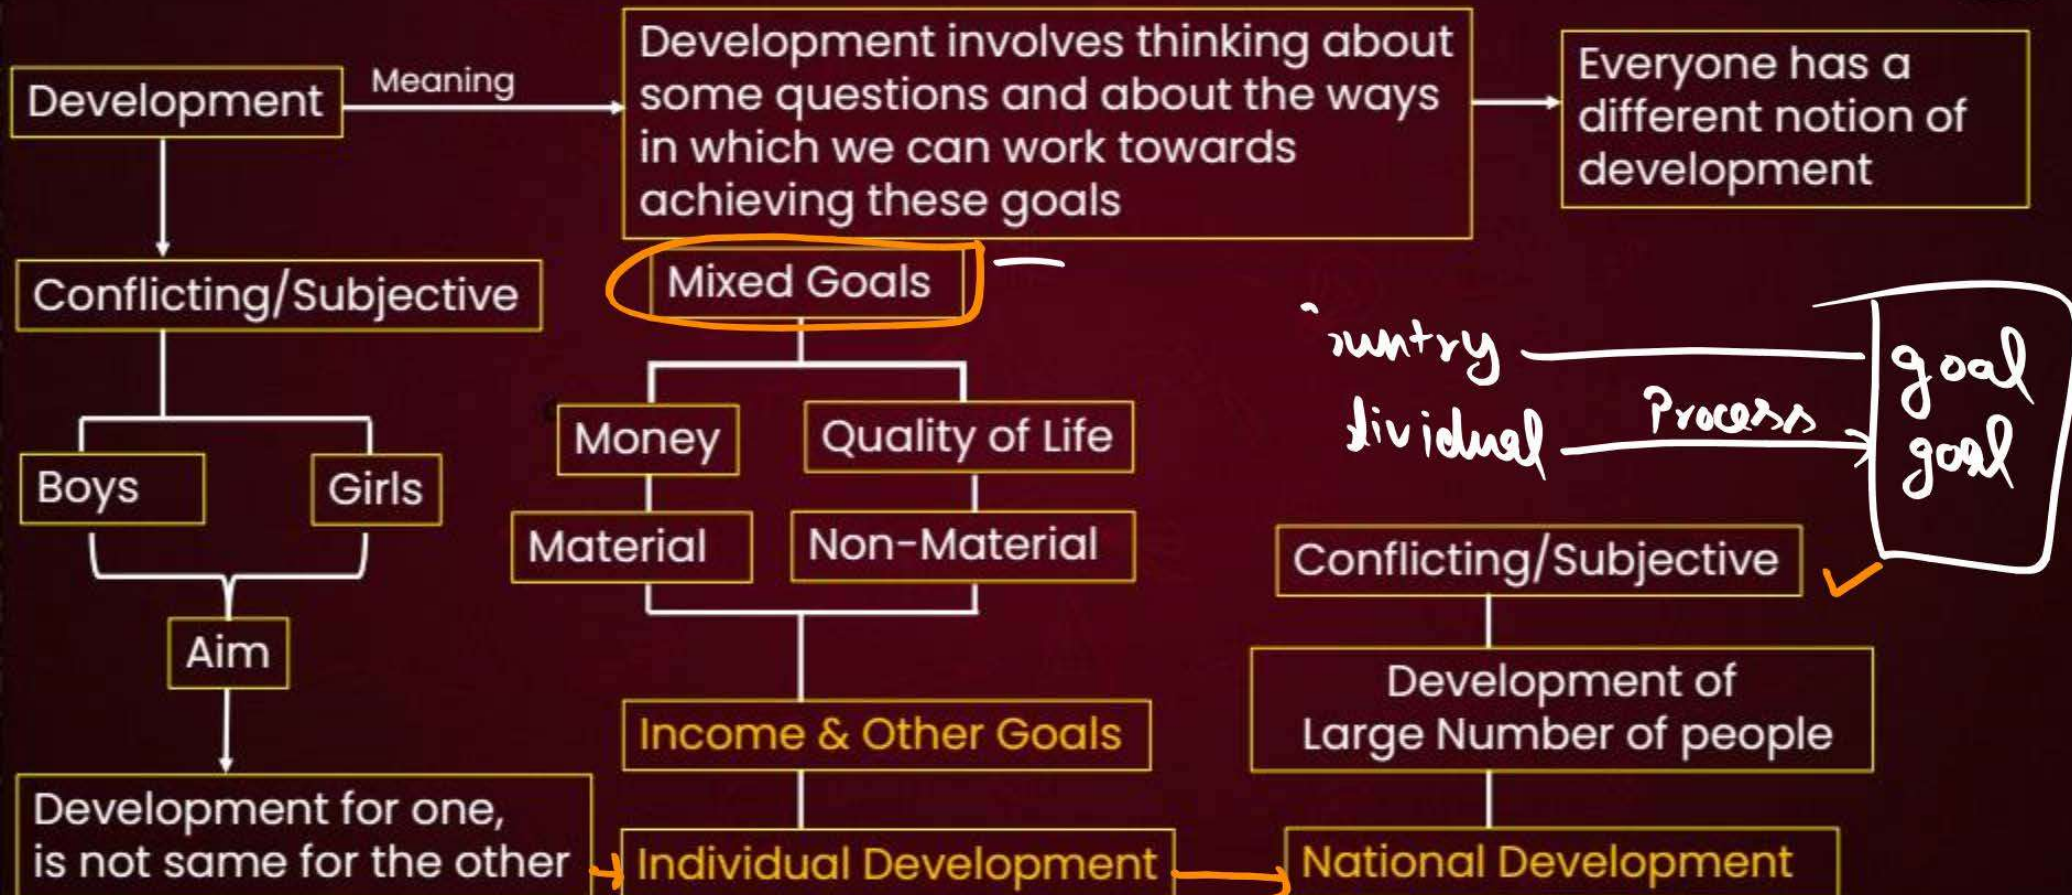 Development
Meaning
Development involves thinking about
some questions and about the ways
in which we can work towards
achieving these goals
Everyone has a
different notion of
development
Conflicting/Subjective
Boys
Girls
Aim
Development for one,
is not same for the other
Mixed Goals
Money
Quality of Life
Material
Non-Material
Income & Other Goals
Individual Development
untry
goal
dividual
Process
goal
Conflicting/Subjective
Development of
Large Number of people
National Development